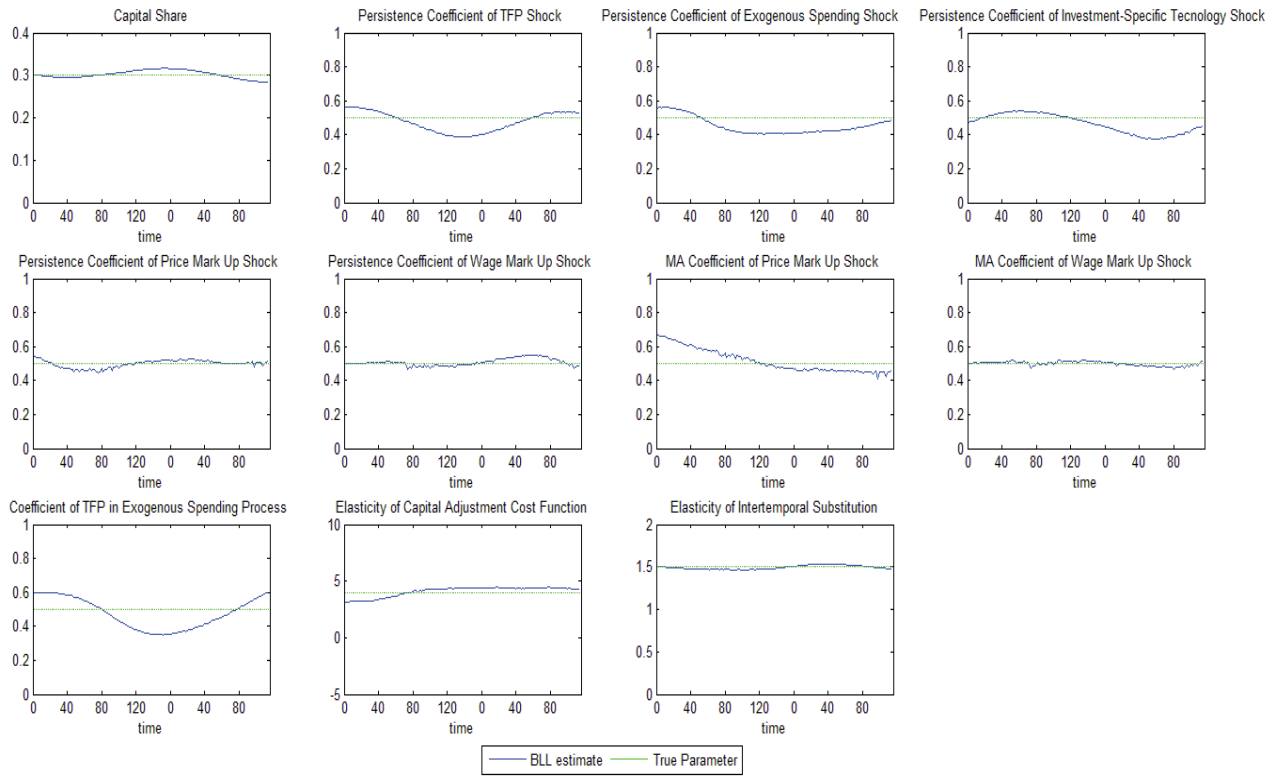 Capital Share
Persistence Coefficient of TFP Shock
Persistence Coefficient of Exogenous Spending Shock
Persistence Coefficient of Investment-Specific Tecnology Shock
0.4
0.3
0.2
0.1
0
0 40 80 120 0 40 80
time
1
0.8
0.6
0.4
0.2
0
0 40 80 120 0 40 80
time
1
0.8
0.6
0.4
0.2
0
0 40 80 120 0 40 80
time
1
0.8
0.6
0.4
0.2
0
0 40 80 120 0 40 80
time
Persistence Coefficient of Price Mark Up Shock
Persistence Coefficient of Wage Mark Up Shock
MA Coefficient of Price Mark Up Shock
MA Coefficient of Wage Mark Up Shock
1
0.8
0.6
0.4
0.2
0
0 40 80 120 0 40 80
time
1
0.8
0.6
0.4
0.2
0
0 40 80 120 0 40 80
time
1
0.8
0.6
0.4
0.2
0
0 40 80 120 0 40 80
time
1
0.8
0.6
0.4
0.2
0
0 40 80 120 0 40 80
time
Coefficient of TFP in Exogenous Spending Process
Elasticity of Capital Adjustment Cost Function
Elasticity of Intertemporal Substitution
1
0.8
0.6
0.4
0.2
0
0 40 80 120 0 40 80
time
10
5
0
-5
0 40 80 120 0 40 80
time
2
1.5
1
0.5
0
0 40 80 120 0 40 80
time
BLL estimate
True Parameter